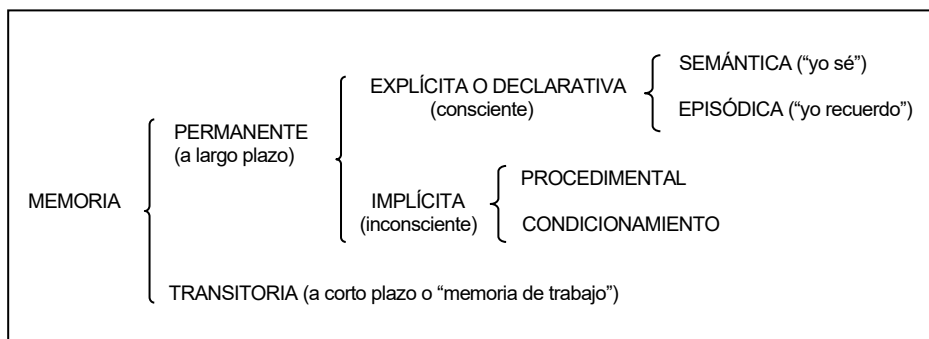 SEMÁNTICA (“yo sé”)
EXPLÍCITA O DECLARATIVA
(consciente)
EPISÓDICA (“yo recuerdo”)
PERMANENTE
(a largo plazo)
PROCEDIMENTAL
MEMORIA
IMPLÍCITA
(inconsciente)
CONDICIONAMIENTO
TRANSITORIA (a corto plazo o “memoria de trabajo”)